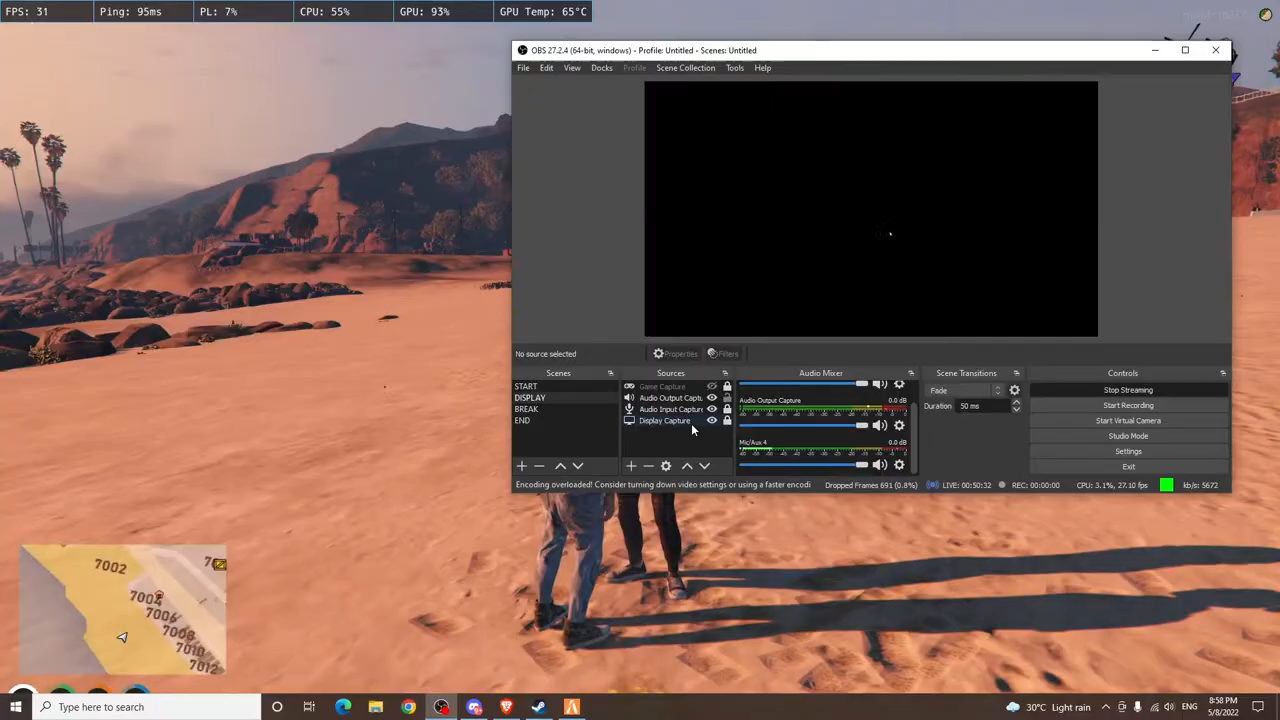 FPS: 31 Ping: 95ms PL: 7% CPU: 55% GPU: 93% GPU Temp: 65°C
OBS 27.2.4 (64-bit, windows) - Profile: Untitled - Scenes: Untitled
File Edit View Docks Profile Scene Collection Tools Help
No source selected Properties Filters
Scenes Sources Audio Mixer Scene Transitions Controls
START
DISPLAY
BREAK
END
Game Capture
Audio Output Captu
Audio Input Capture
Display Capture
Audio Output Capture 0.0 dB
Mic/Aux 4 0.0 dB
Fade
Duration 50 ms
Stop Streaming
Start Recording
Start Virtual Camera
Studio Mode
Settings
Exit
Encoding overloaded! Consider turning down video settings or using a faster encodi Dropped Frames 691 (0.8%) LIVE: 00:50:32 REC: 00:00:00 CPU: 3.1%, 27.10 fps kb/s: 5672
7002
7004
7006
7008
7010
7012
Type here to search
30°C Light rain ENG
8:58 PM
5/8/2022